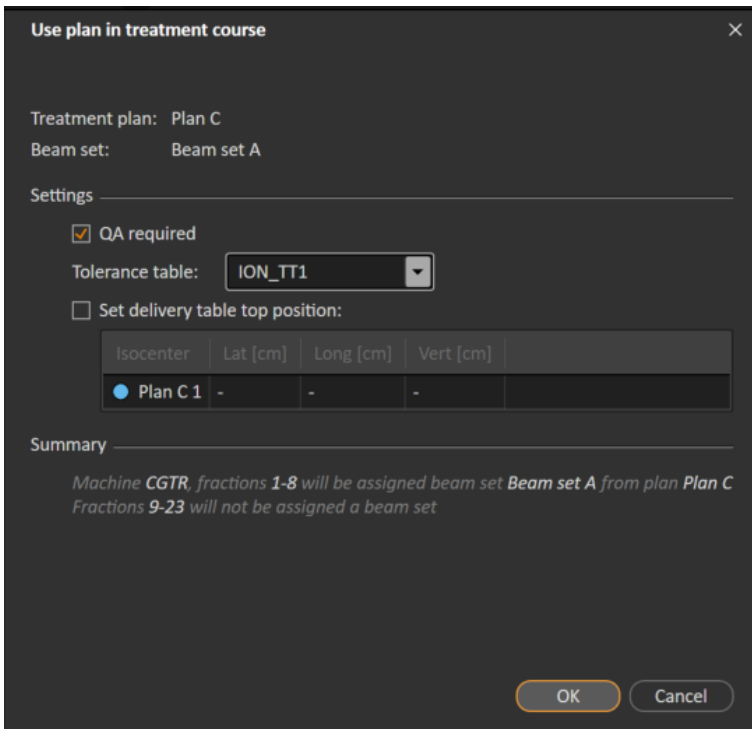 Use plan in treatment course
Treatment plan: Plan C
Beam set: Beam set A
Settings
QA required
Tolerance table: ION_TT1
Set delivery table top position:
Isocenter Lat [cm] Long [cm] Vert [cm]
Plan C 1 - - -
Summary
Machine CGTR, fractions 1-8 will be assigned beam set Beam set A from plan Plan C
Fractions 9-23 will not be assigned a beam set
OK Cancel